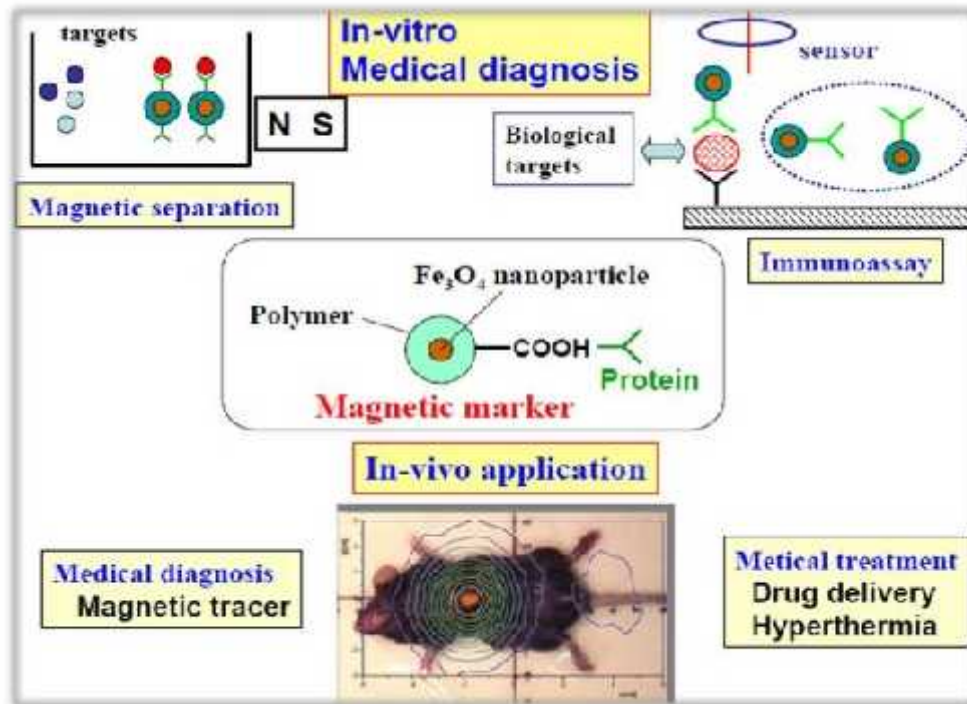 targets
In-vitro
Medical diagnosis
sensor
N S
Biological
targets
Magnetic separation
Immunoassay
Fe₃O₄ nanoparticle
Polymer
COOH
Protein
Magnetic marker
In-vivo application
Medical diagnosis
Magnetic tracer
Metical treatment
Drug delivery
Hyperthermia